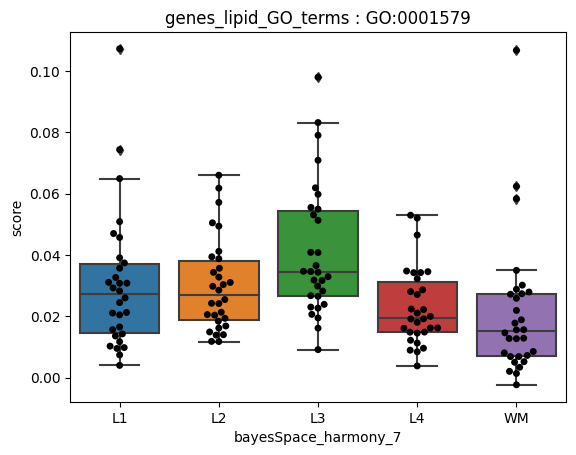 genes_lipid_GO_terms : GO:0001579
0.10
0.08
0.06
0.04
0.02
0.00
score
L1 L2 L3 L4 WM
bayesSpace_harmony_7